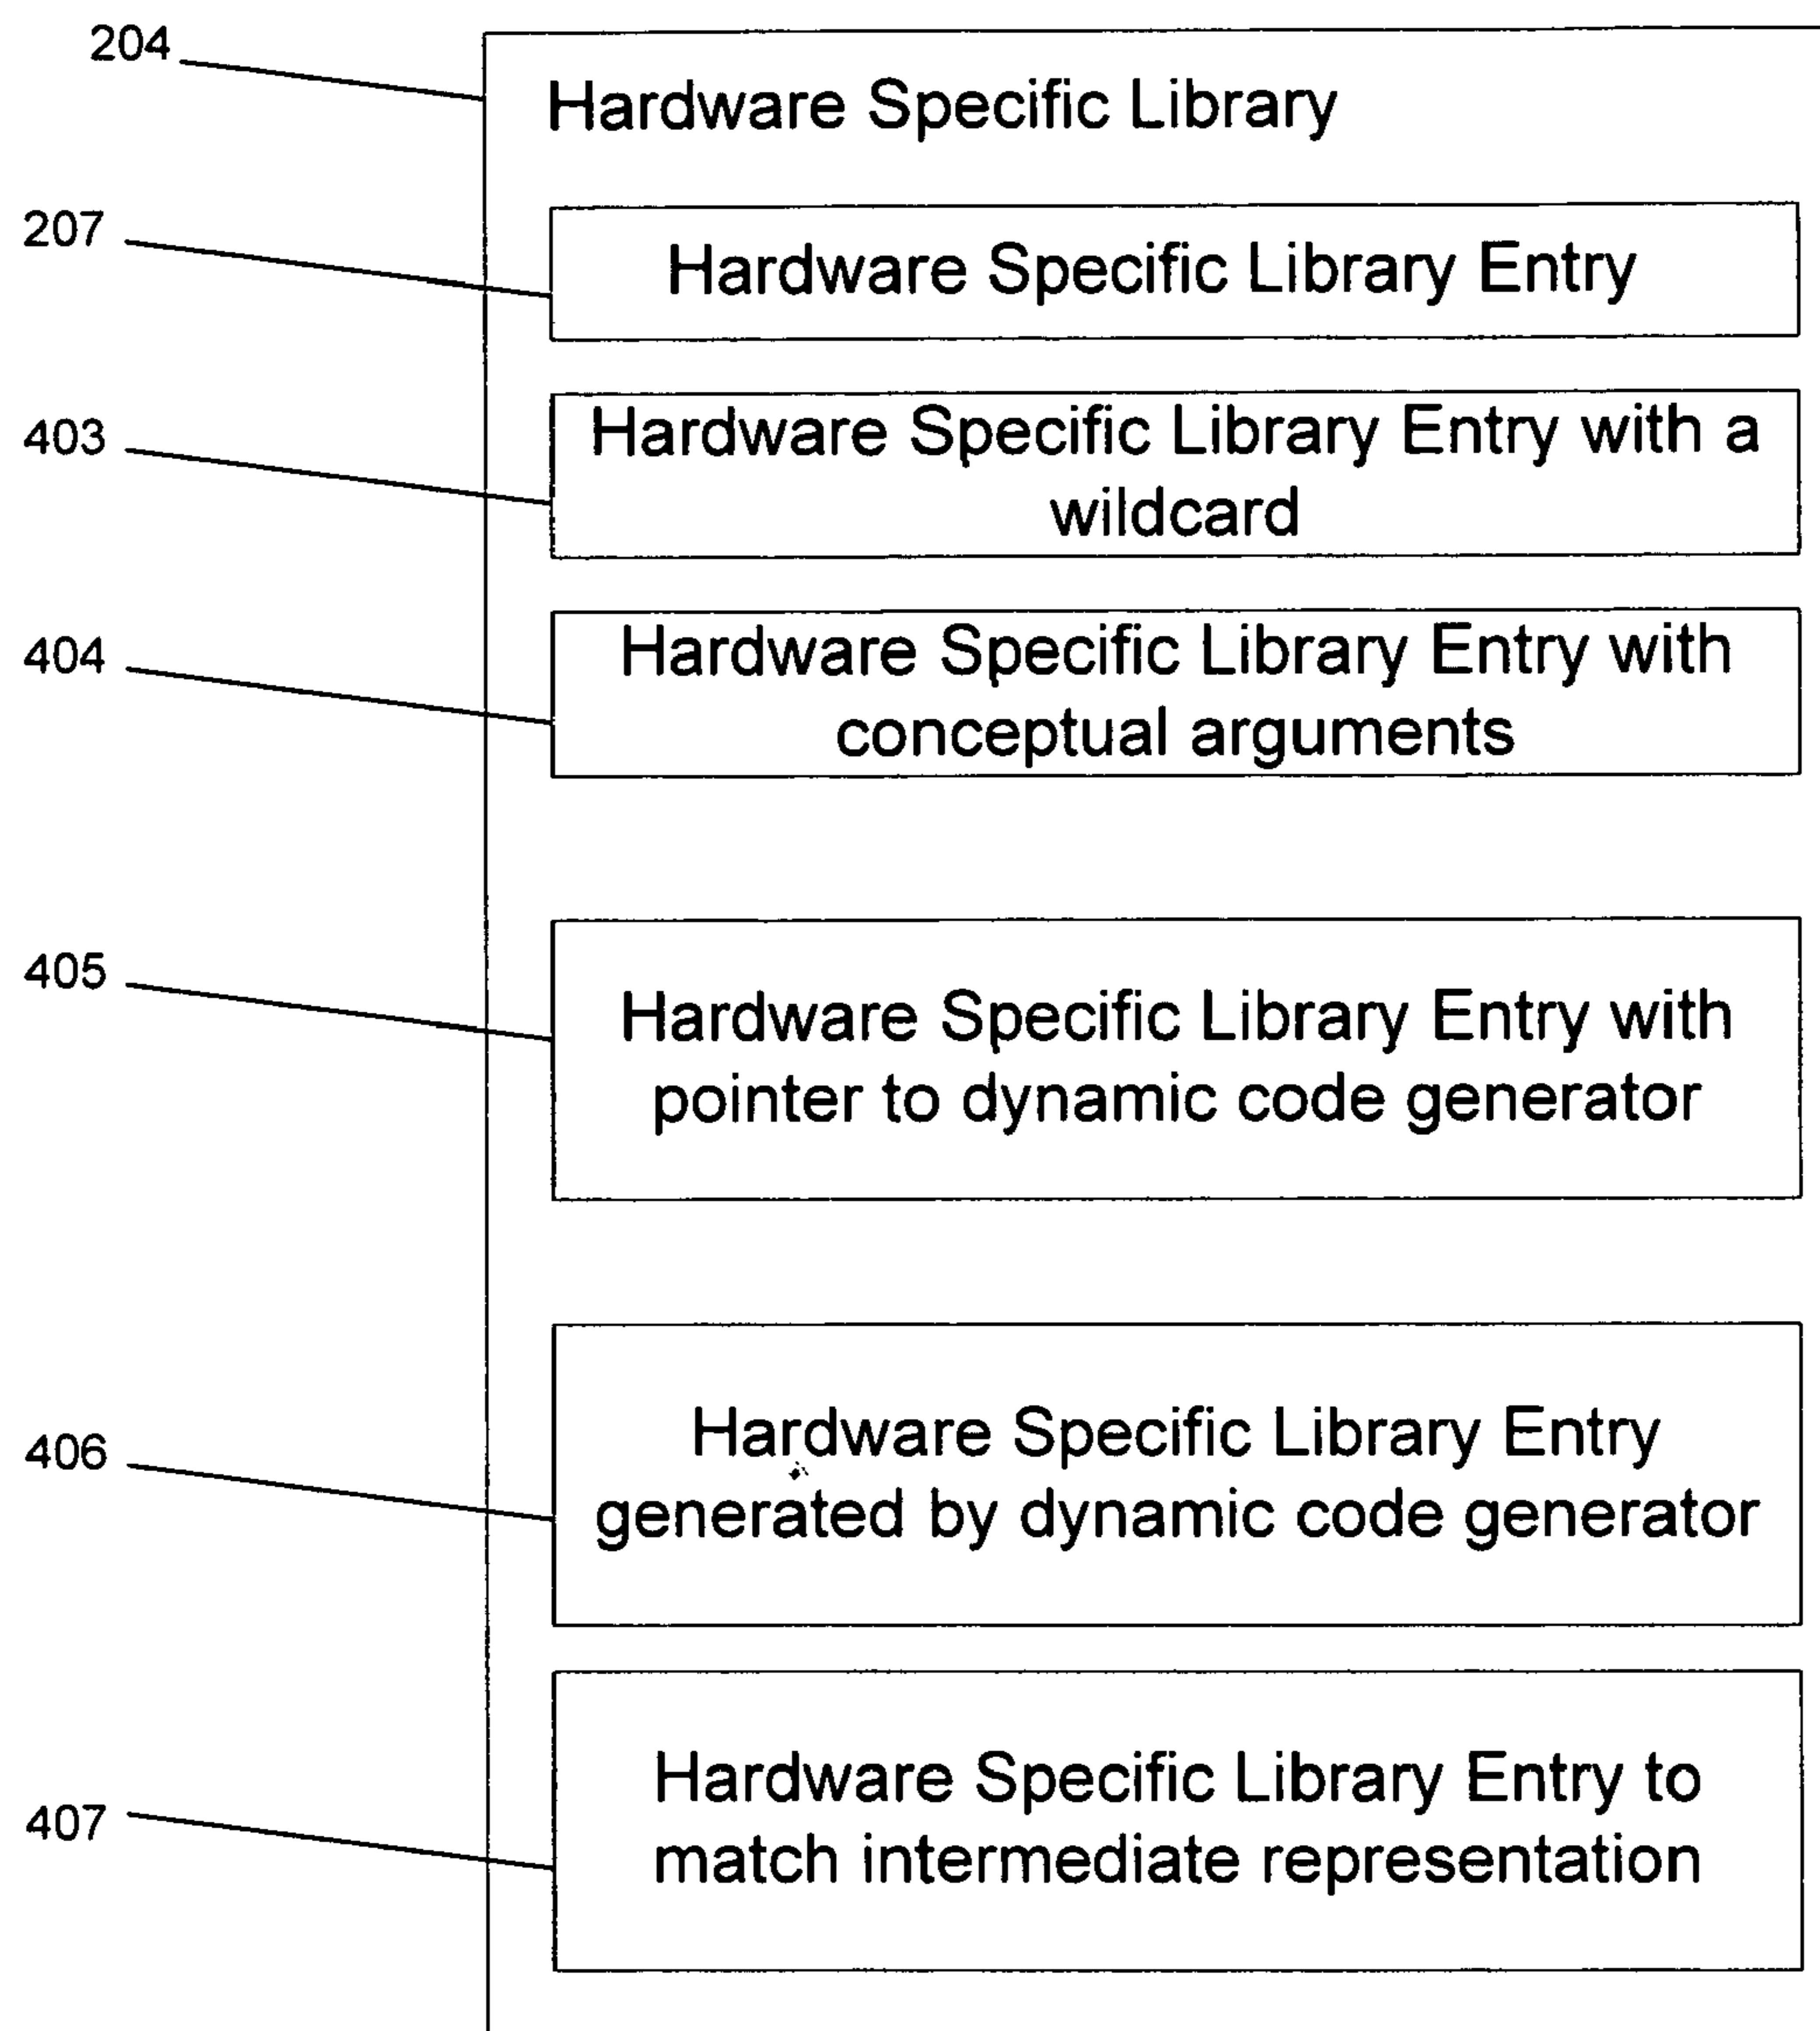 204
Hardware Specific Library
207
Hardware Specific Library Entry
403
Hardware Specific Library Entry with a
wildcard
404
Hardware Specific Library Entry with
conceptual arguments
405
Hardware Specific Library Entry with
pointer to dynamic code generator
406
Hardware Specific Library Entry
generated by dynamic code generator
407
Hardware Specific Library Entry to
match intermediate representation